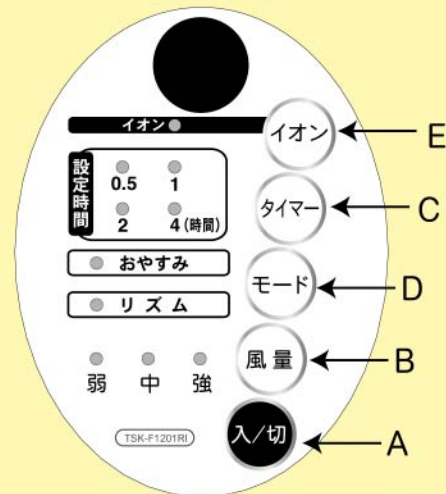 イオン
イオン
E
設定時間
0.5 1
2 4(時間)
タイマー
C
おやすみ
モード
D
リズム
風量
B
弱 中 強
TSK-F1201RI
入/切
A